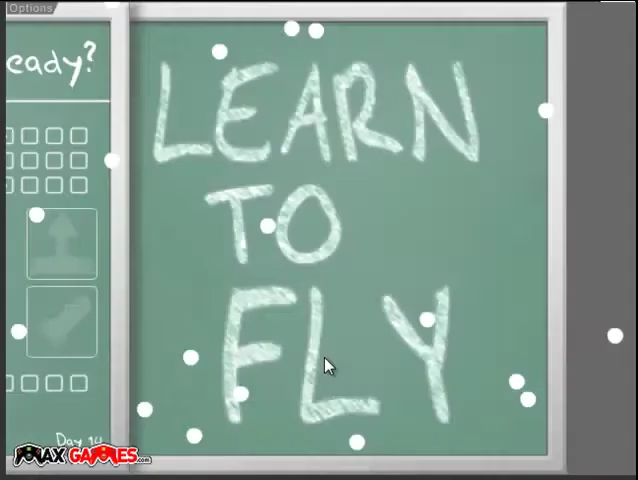 Options
eady?
LEARN
TO
FLY
Day 14
MAXGAMES.com